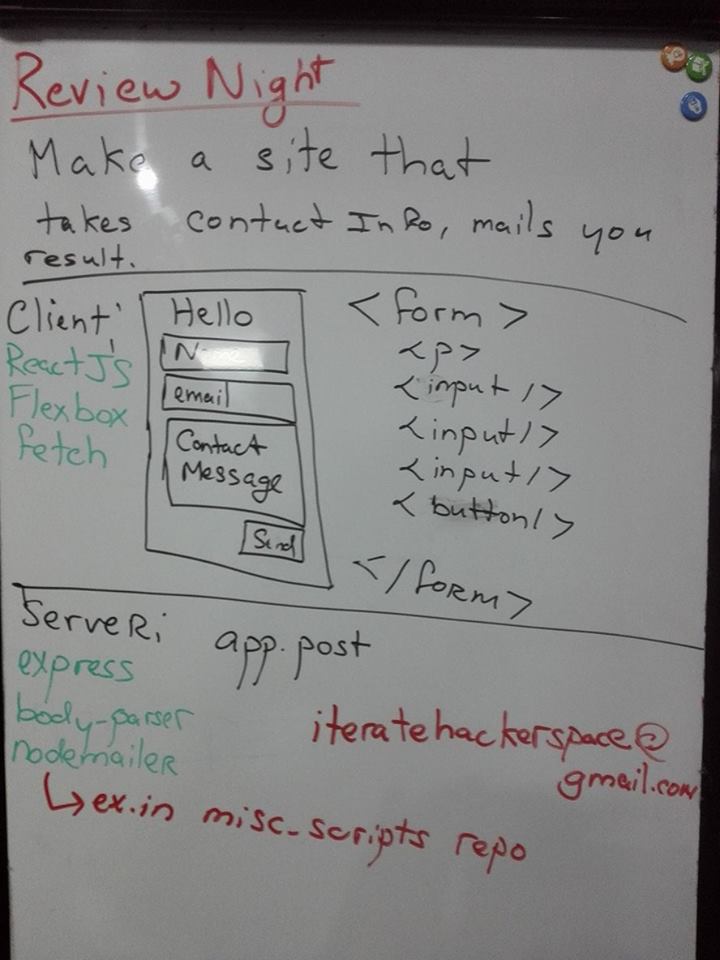 Review Night
Make a site that
takes contact Info, mails you
result.
Client:
ReactJS
Flexbox
fetch
Hello
Name
email
Contact
Message
Send
<form>
<p>
<input />
<input />
<input />
<button />
</form>
Server:
app.post
express
body-parser
nodemailer
↳ex.in misc_scripts repo
iteratehackerspace@
gmail.com